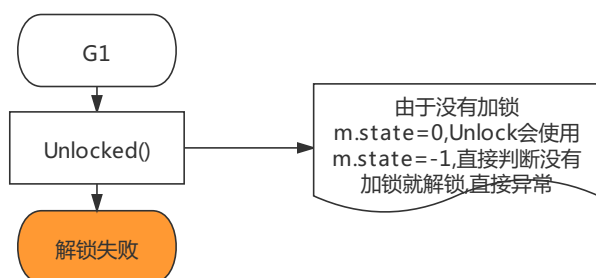 G1
Unlocked()
由于没有加锁
m.state=0,Unlock会使用
m.state=-1,直接判断没有
加锁就解锁,直接异常
解锁失败